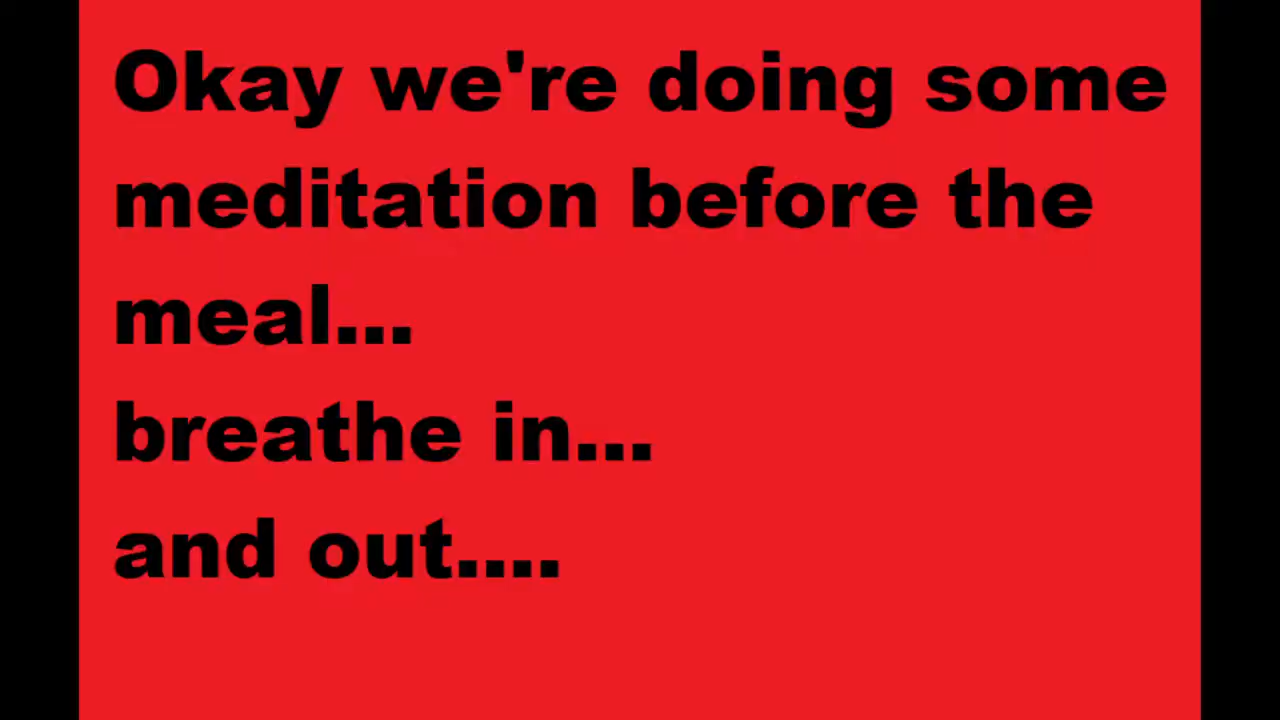 Okay we're doing some
meditation before the
meal...
breathe in...
and out....